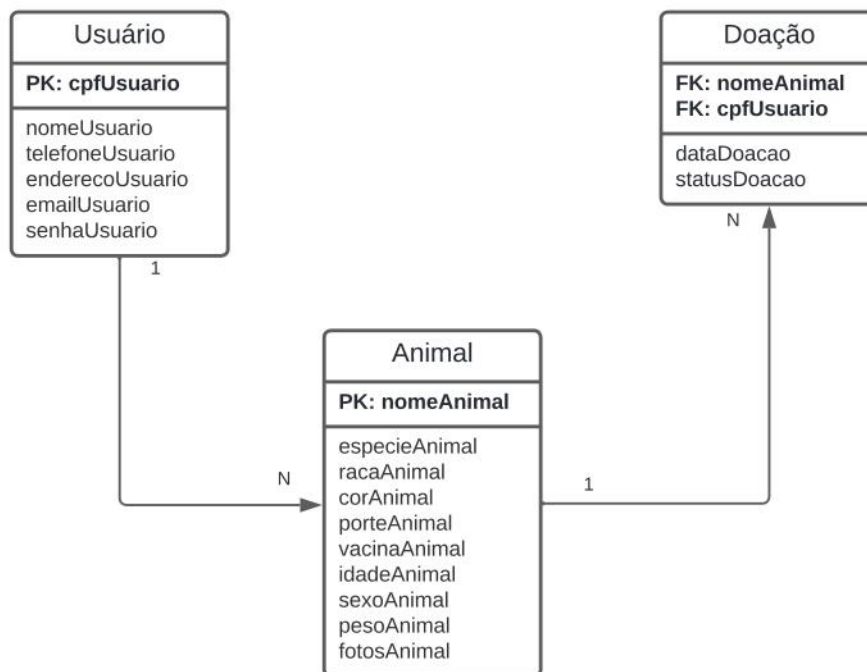 Usuário
PK: cpfUsuario
nomeUsuario
telefoneUsuario
enderecoUsuario
emailUsuario
senhaUsuario
1
Doação
FK: nomeAnimal
FK: cpfUsuario
dataDoacao
statusDoacao
N
Animal
PK: nomeAnimal
especieAnimal
racaAnimal
corAnimal
porteAnimal
vacinaAnimal
idadeAnimal
sexoAnimal
pesoAnimal
fotosAnimal
N
1